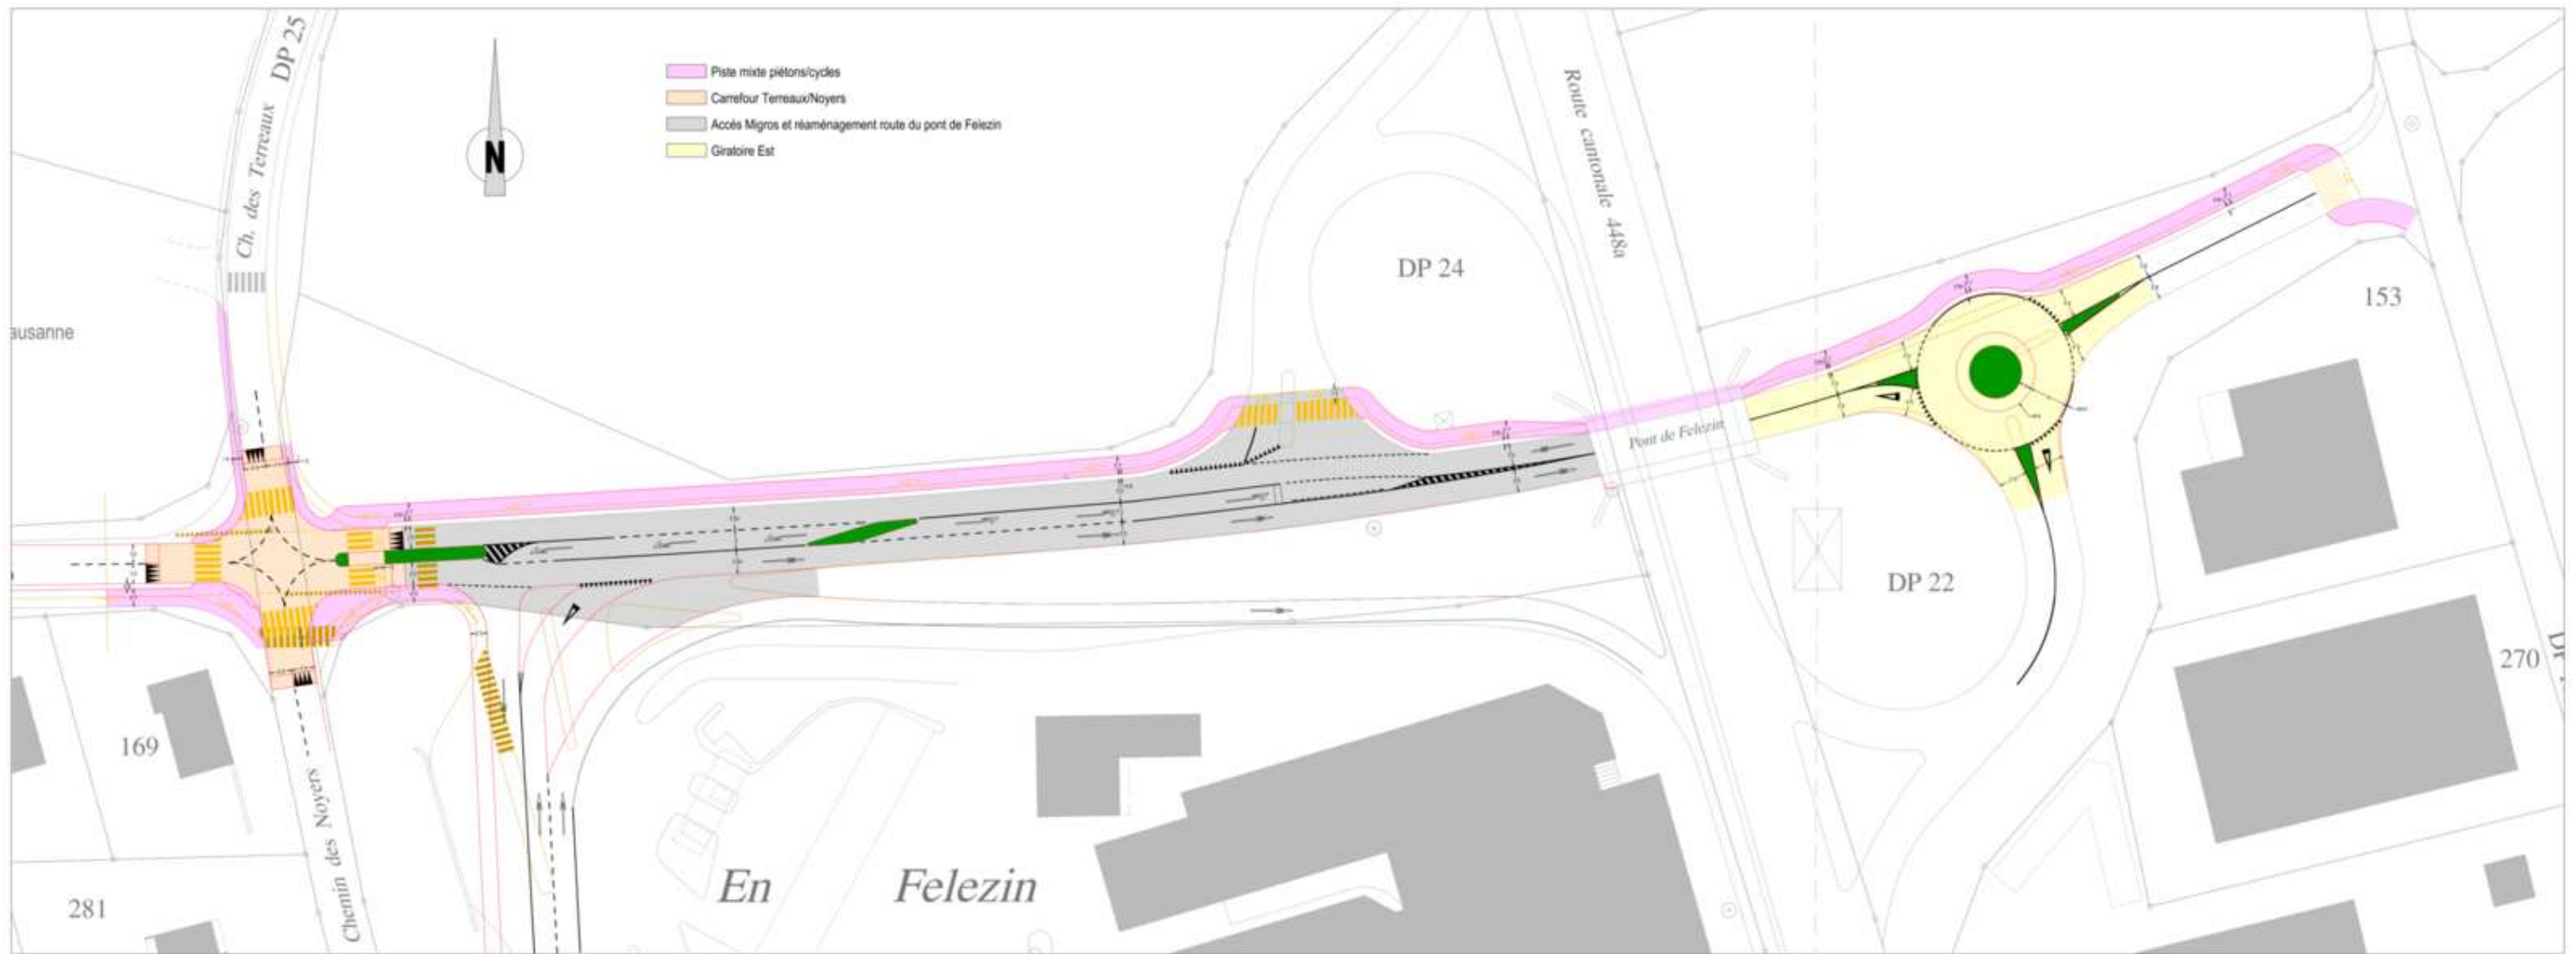 DP 25
Ch. des Terreaux
N
Piste mixte piétons/cycles
Carrefour Terreaux/Noyers
Accès Migros et réaménagement route du pont de Felezin
Giratoire Est
Route cantonale 448a
DP 24
153
ausanne
Pont de Felezin
DP 22
270
169
Chemin des Noyers
281
En Felezin